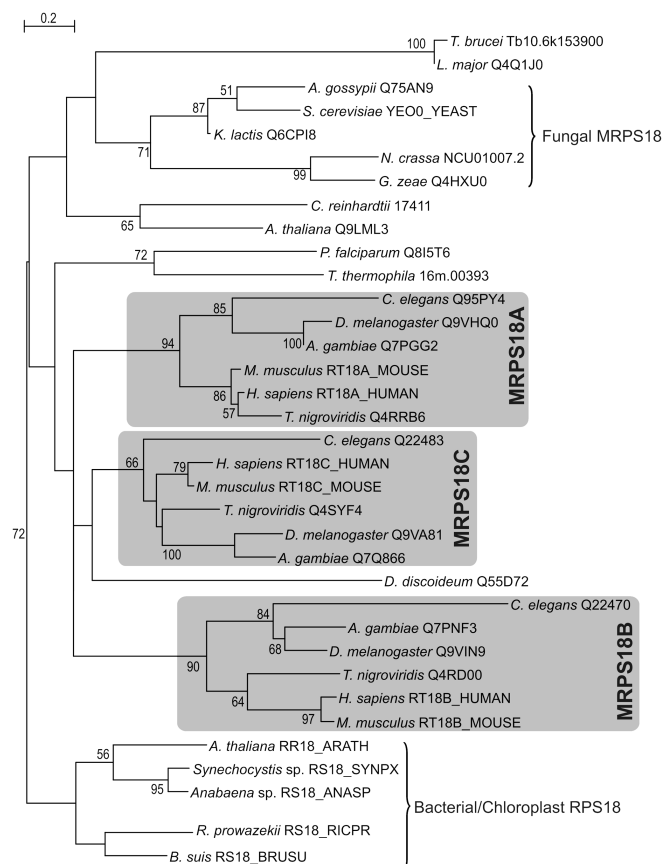 0.2
100
T. brucei Tb10.6k153900
L. major Q4Q1J0
51
A. gossypii Q75AN9
87
S. cerevisiae YEO0_YEAST
K. lactis Q6CPI8
Fungal MRPS18
71
N. crassa NCU01007.2
99
G. zeae Q4HXU0
C. reinhardtii 17411
65
A. thaliana Q9LML3
72
P. falciparum Q8I5T6
T. thermophila 16m.00393
C. elegans Q95PY4
85
D. melanogaster Q9VHQ0
94
100
A. gambiae Q7PGG2
MRPS18A
M. musculus RT18A_MOUSE
86
H. sapiens RT18A_HUMAN
57
T. nigroviridis Q4RRB6
C. elegans Q22483
66
79
H. sapiens RT18C_HUMAN
M. musculus RT18C_MOUSE
MRPS18C
T. nigroviridis Q4SYF4
72
D. melanogaster Q9VA81
100
A. gambiae Q7Q866
D. discoideum Q55D72
C. elegans Q22470
84
A. gambiae Q7PNF3
68
D. melanogaster Q9VIN9
90
MRPS18B
T. nigroviridis Q4RD00
64
H. sapiens RT18B_HUMAN
97
M. musculus RT18B_MOUSE
A. thaliana RR18_ARATH
56
Synechocystis sp. RS18_SYNPX
95
Anabaena sp. RS18_ANASP
Bacterial/Chloroplast RPS18
R. prowazekii RS18_RICPR
B. suis RS18_BRUSU